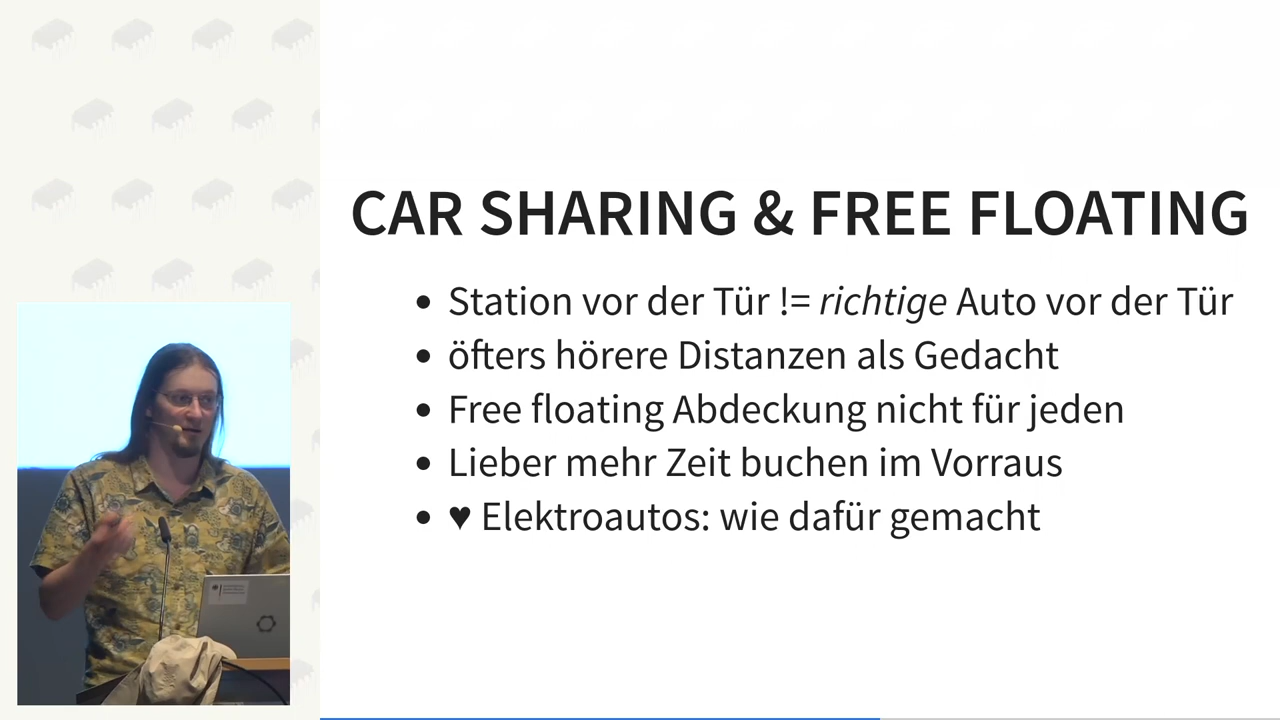 CAR SHARING & FREE FLOATING
Station vor der Tür != richtige Auto vor der Tür
öfters hörere Distanzen als Gedacht
Free floating Abdeckung nicht für jeden
Lieber mehr Zeit buchen im Vorraus
♥ Elektroautos: wie dafür gemacht